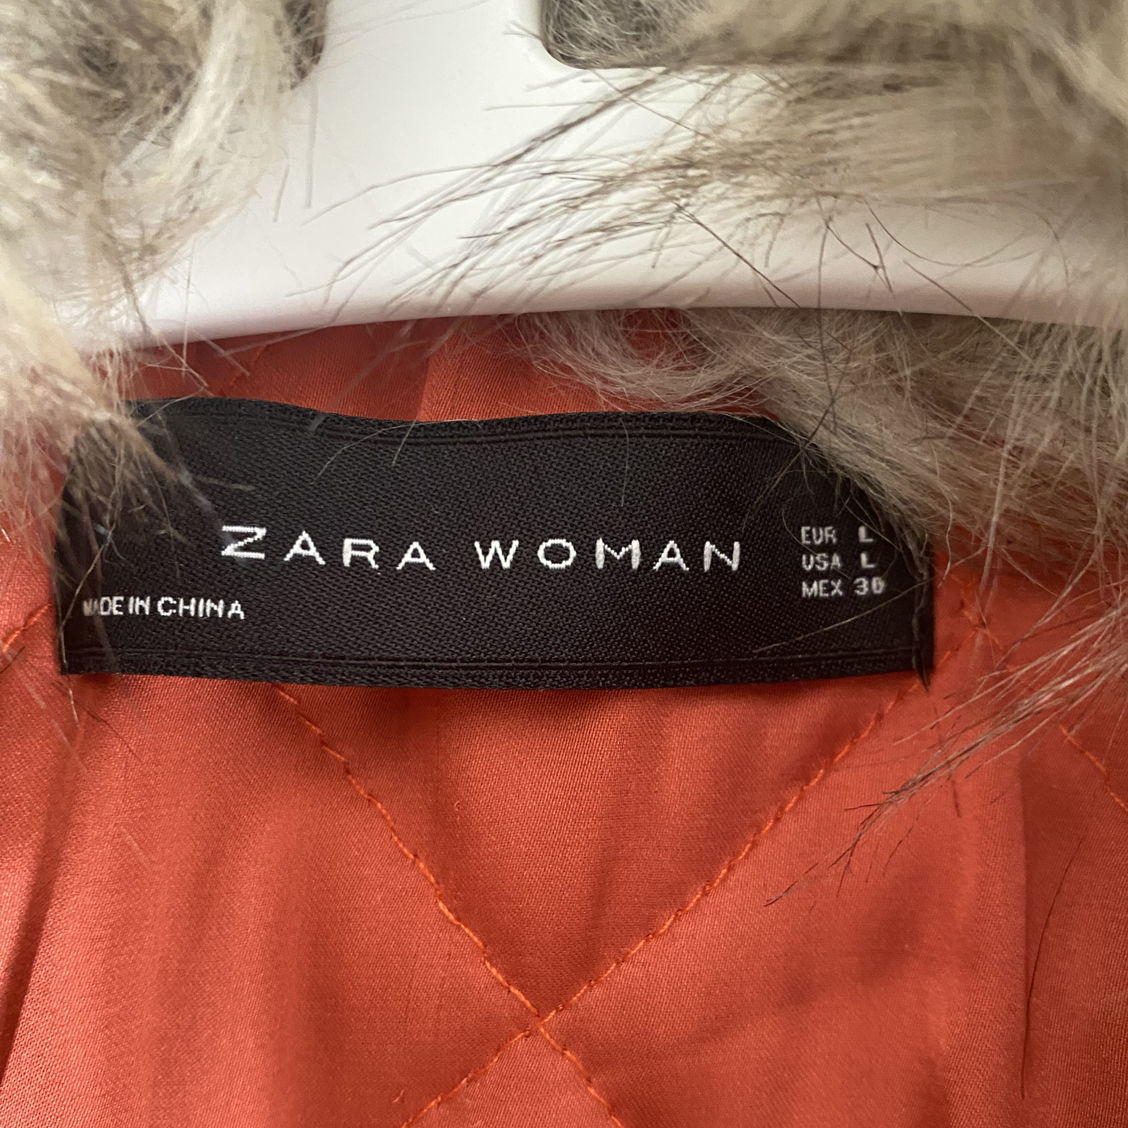 ZARA WOMAN
EUR L
USA L
MEX 30
MADE IN CHINA